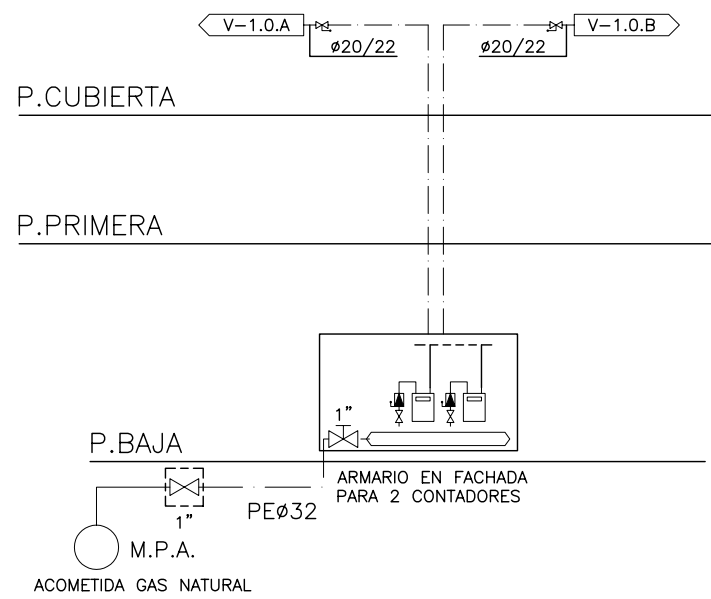 V-1.0.A
V-1.0.B
ø20/22
ø20/22
P.CUBIERTA
P.PRIMERA
1"
P.BAJA
ARMARIO EN FACHADA
PARA 2 CONTADORES
PEø32
1"
M.P.A.
ACOMETIDA GAS NATURAL